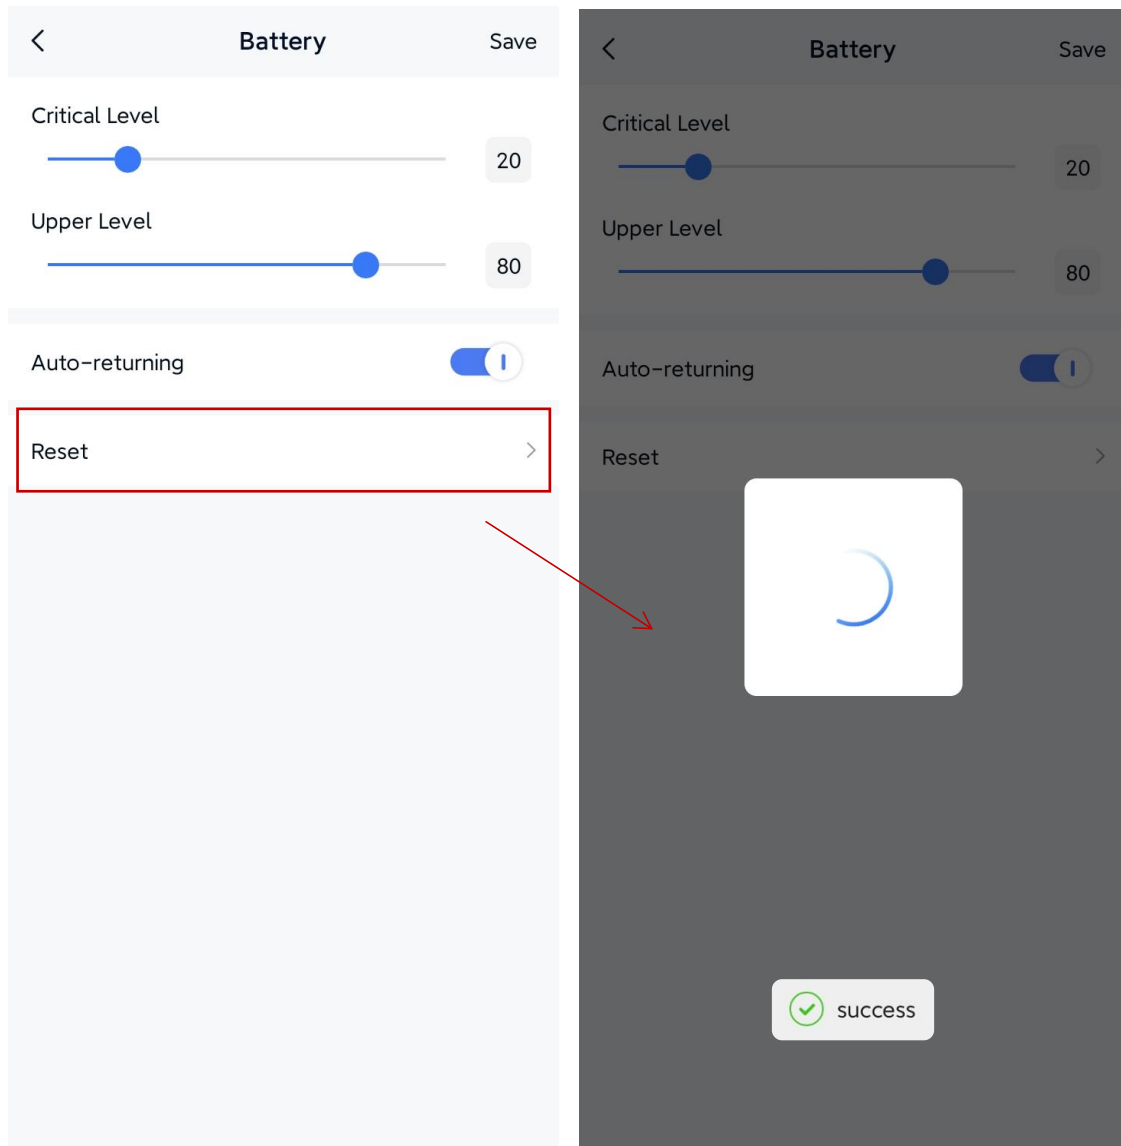 Battery Save
Critical Level
20
Upper Level
80
Auto-returning
Reset
Battery Save
Critical Level
20
Upper Level
80
Auto-returning
Reset
success